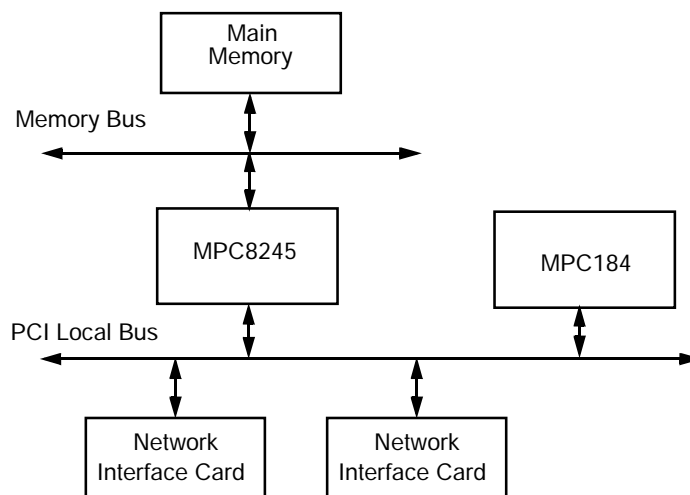 Main
Memory
Memory Bus
MPC8245
MPC184
PCI Local Bus
Network
Interface Card
Network
Interface Card